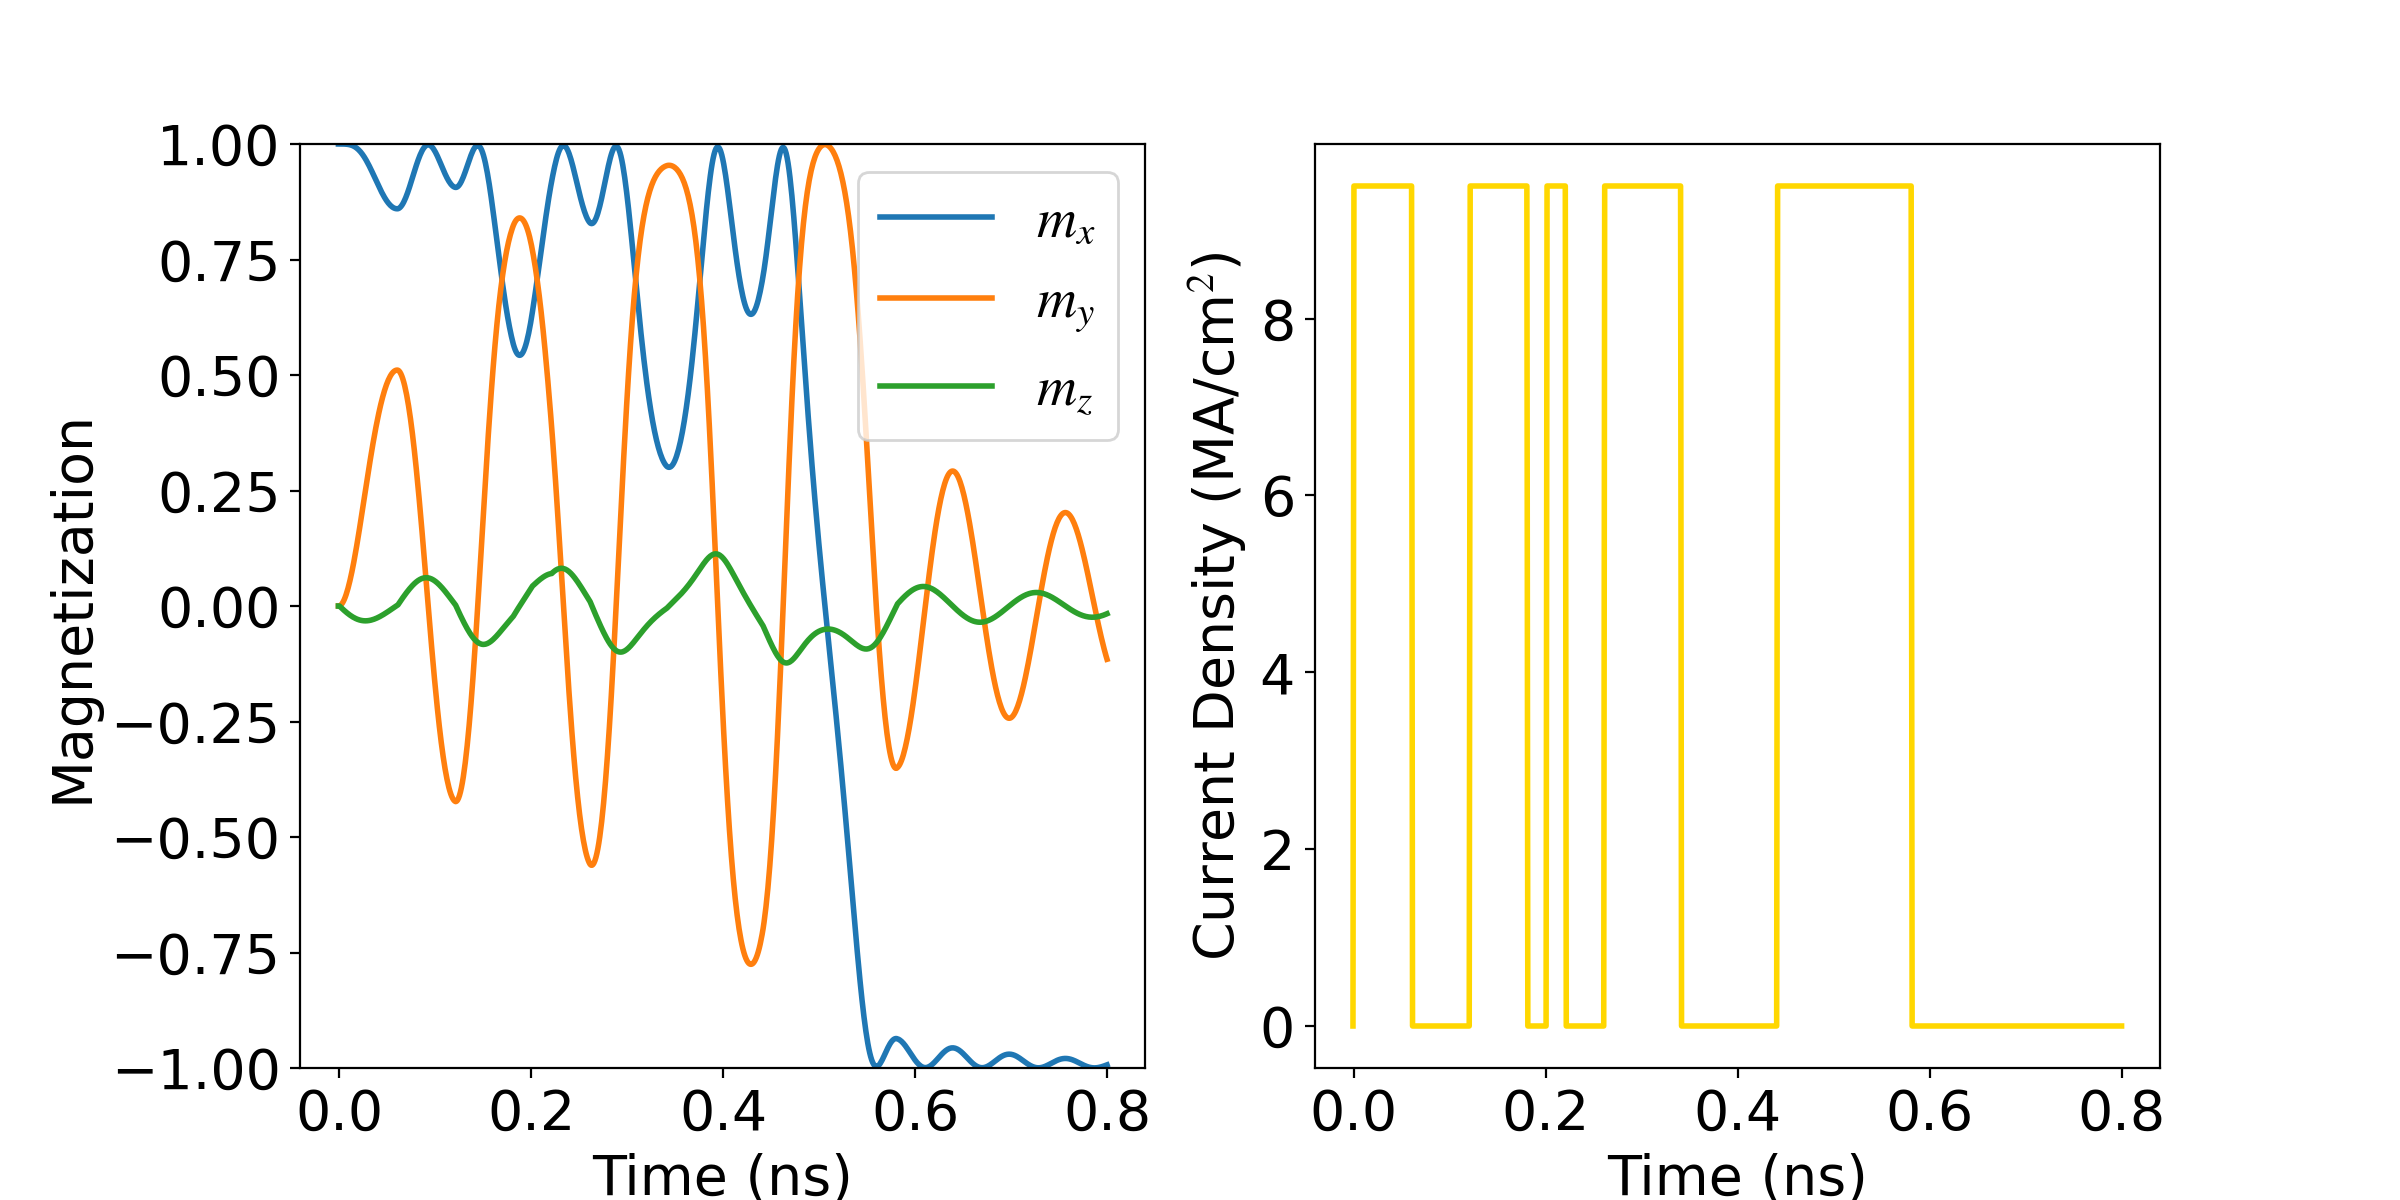 Magnetization
1.00
0.75
0.50
0.25
0.00
−0.25
−0.50
−0.75
−1.00
0.0 0.2 0.4 0.6 0.8
Time (ns)
m_x
m_y
m_z
Current Density (MA/cm²)
8
6
4
2
0
0.0 0.2 0.4 0.6 0.8
Time (ns)